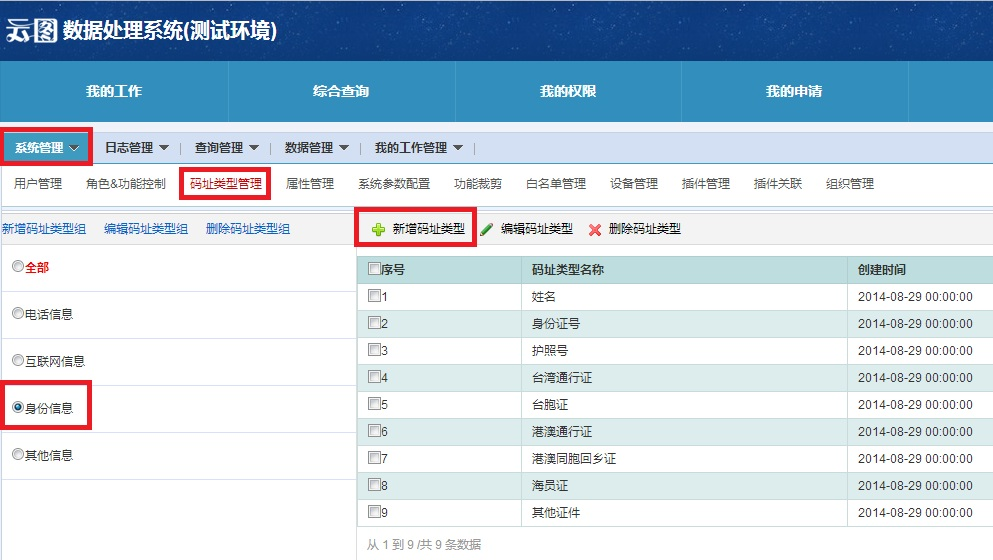 云图 数据处理系统(测试环境)
我的工作 综合查询 我的权限 我的申请
系统管理 日志管理 查询管理 数据管理 我的工作管理
用户管理 角色&功能控制 码址类型管理 属性管理 系统参数配置 功能裁剪 白名单管理 设备管理 插件管理 插件关联 组织管理
新增码址类型组 编辑码址类型组 删除码址类型组
新增码址类型 编辑码址类型 删除码址类型
全部
电话信息
互联网信息
身份信息
其他信息
序号 码址类型名称 创建时间
1 姓名 2014-08-29 00:00:00
2 身份证号 2014-08-29 00:00:00
3 护照号 2014-08-29 00:00:00
4 台湾通行证 2014-08-29 00:00:00
5 台胞证 2014-08-29 00:00:00
6 港澳通行证 2014-08-29 00:00:00
7 港澳同胞回乡证 2014-08-29 00:00:00
8 海员证 2014-08-29 00:00:00
9 其他证件 2014-08-29 00:00:00
从 1 到 9 /共 9 条数据